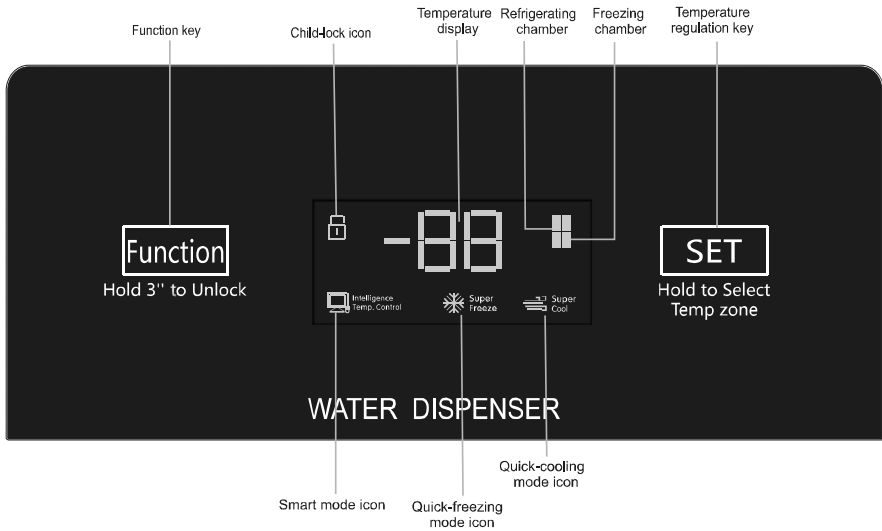 Function key
Child-lock icon
Temperature
display
Refrigerating
chamber
Freezing
chamber
Temperature
regulation key
-88
Function
Hold 3'' to Unlock
SET
Hold to Select
Temp zone
Intelligence
Temp. Control
Super
Freeze
Super
Cool
WATER DISPENSER
Smart mode icon
Quick-freezing
mode icon
Quick-cooling
mode icon